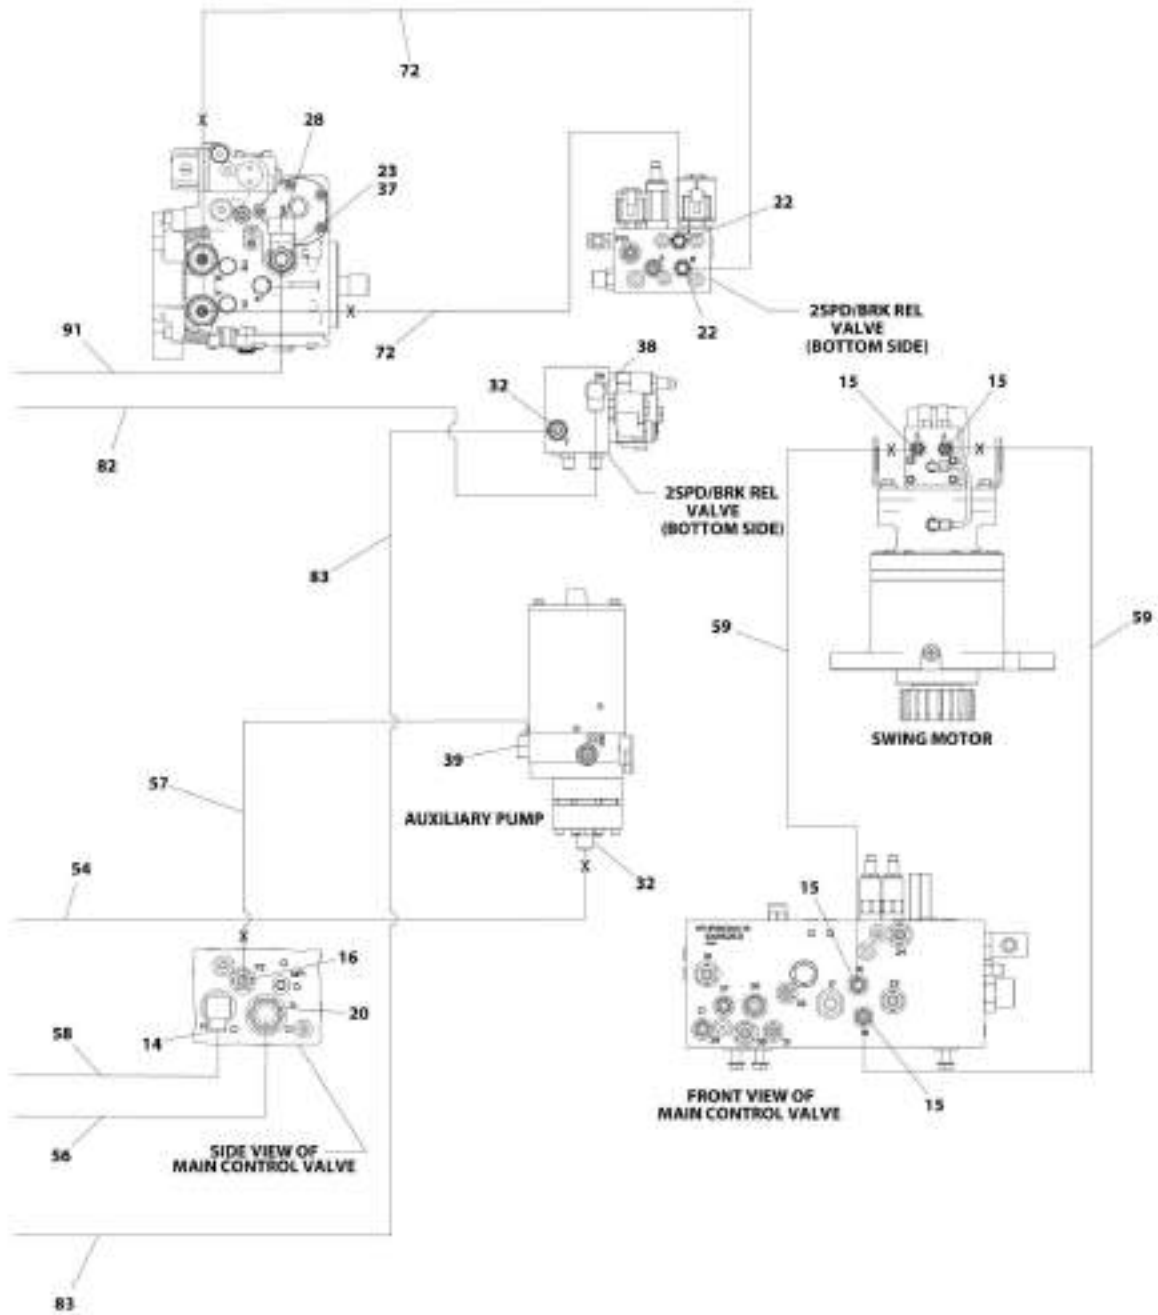 72
X
28
23
37
22
22
2SPD/BRK REL
VALVE
(BOTTOM SIDE)
X
91
72
38
32
15
15
82
X
X
2SPD/BRK REL
VALVE
(BOTTOM SIDE)
83
59
59
SWING MOTOR
39
57
AUXILIARY PUMP
54
X
32
15
X
16
20
14
58
15
FRONT VIEW OF
MAIN CONTROL VALVE
56
SIDE VIEW OF
MAIN CONTROL VALVE
83